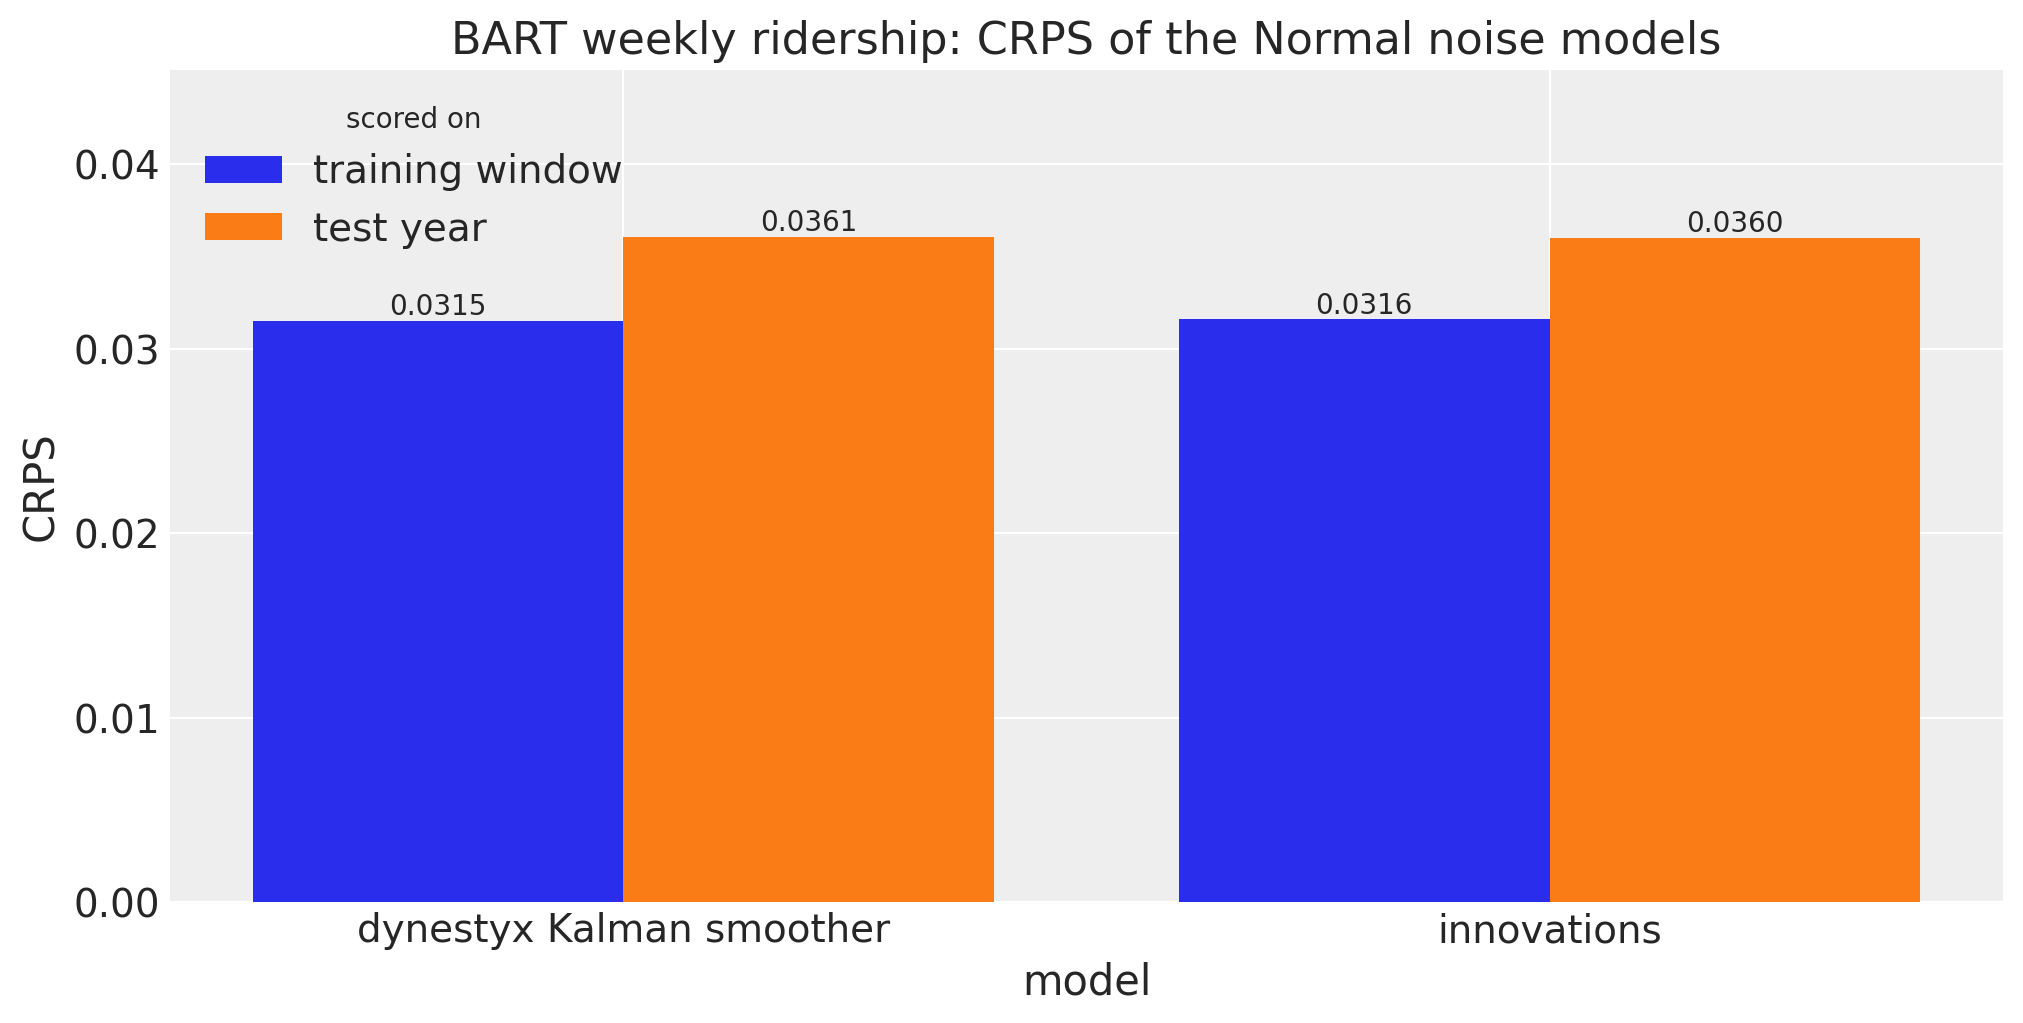 BART weekly ridership: CRPS of the Normal noise models
scored on
training window
test year
0.04
0.03
0.02
0.01
0.00
CRPS
0.0315
0.0361
0.0316
0.0360
dynestyx Kalman smoother
innovations
model